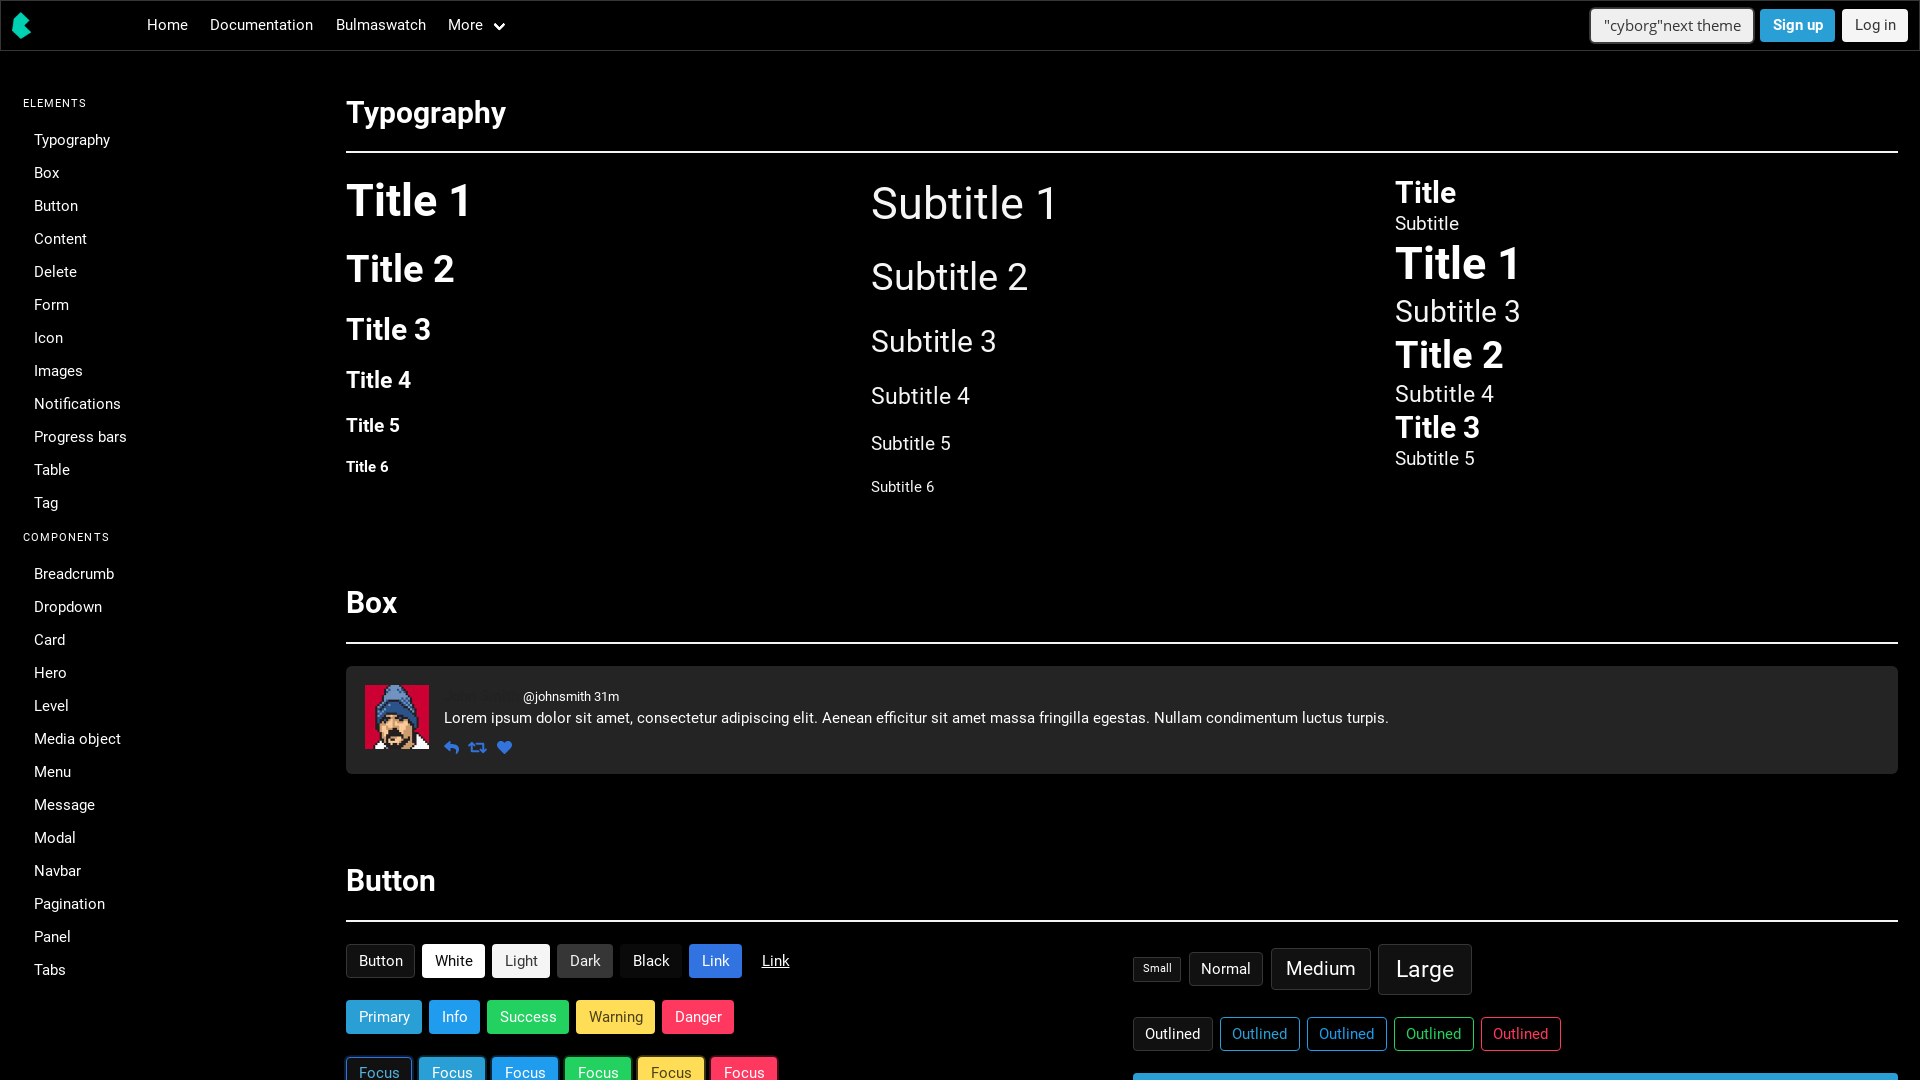 Home Documentation Bulmaswatch More "cyborg"next theme Sign up Log in
ELEMENTS
Typography
Box
Button
Content
Delete
Form
Icon
Images
Notifications
Progress bars
Table
Tag
COMPONENTS
Breadcrumb
Dropdown
Card
Hero
Level
Media object
Menu
Message
Modal
Navbar
Pagination
Panel
Tabs
Typography
Title 1
Title 2
Title 3
Title 4
Title 5
Title 6
Subtitle 1
Subtitle 2
Subtitle 3
Subtitle 4
Subtitle 5
Subtitle 6
Title
Subtitle
Title 1
Subtitle 3
Title 2
Subtitle 4
Title 3
Subtitle 5
Box
@johnsmith 31m
Lorem ipsum dolor sit amet, consectetur adipiscing elit. Aenean efficitur sit amet massa fringilla egestas. Nullam condimentum luctus turpis.
Button
Button White Light Dark Black Link Link
Primary Info Success Warning Danger
Focus Focus Focus Focus Focus Focus
Small Normal Medium Large
Outlined Outlined Outlined Outlined Outlined